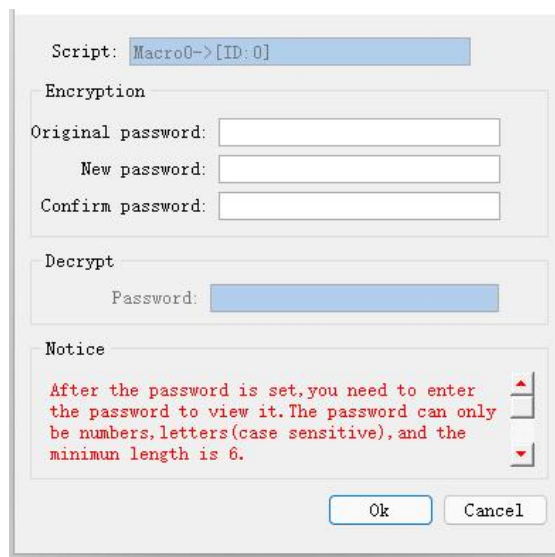 Script: Macro0->[ID:0]
Encryption
Original password:
New password:
Confirm password:
Decrypt
Password:
Notice
After the password is set,you need to enter
the password to view it.The password can only
be numbers,letters(case sensitive),and the
minimun length is 6.
Ok Cancel